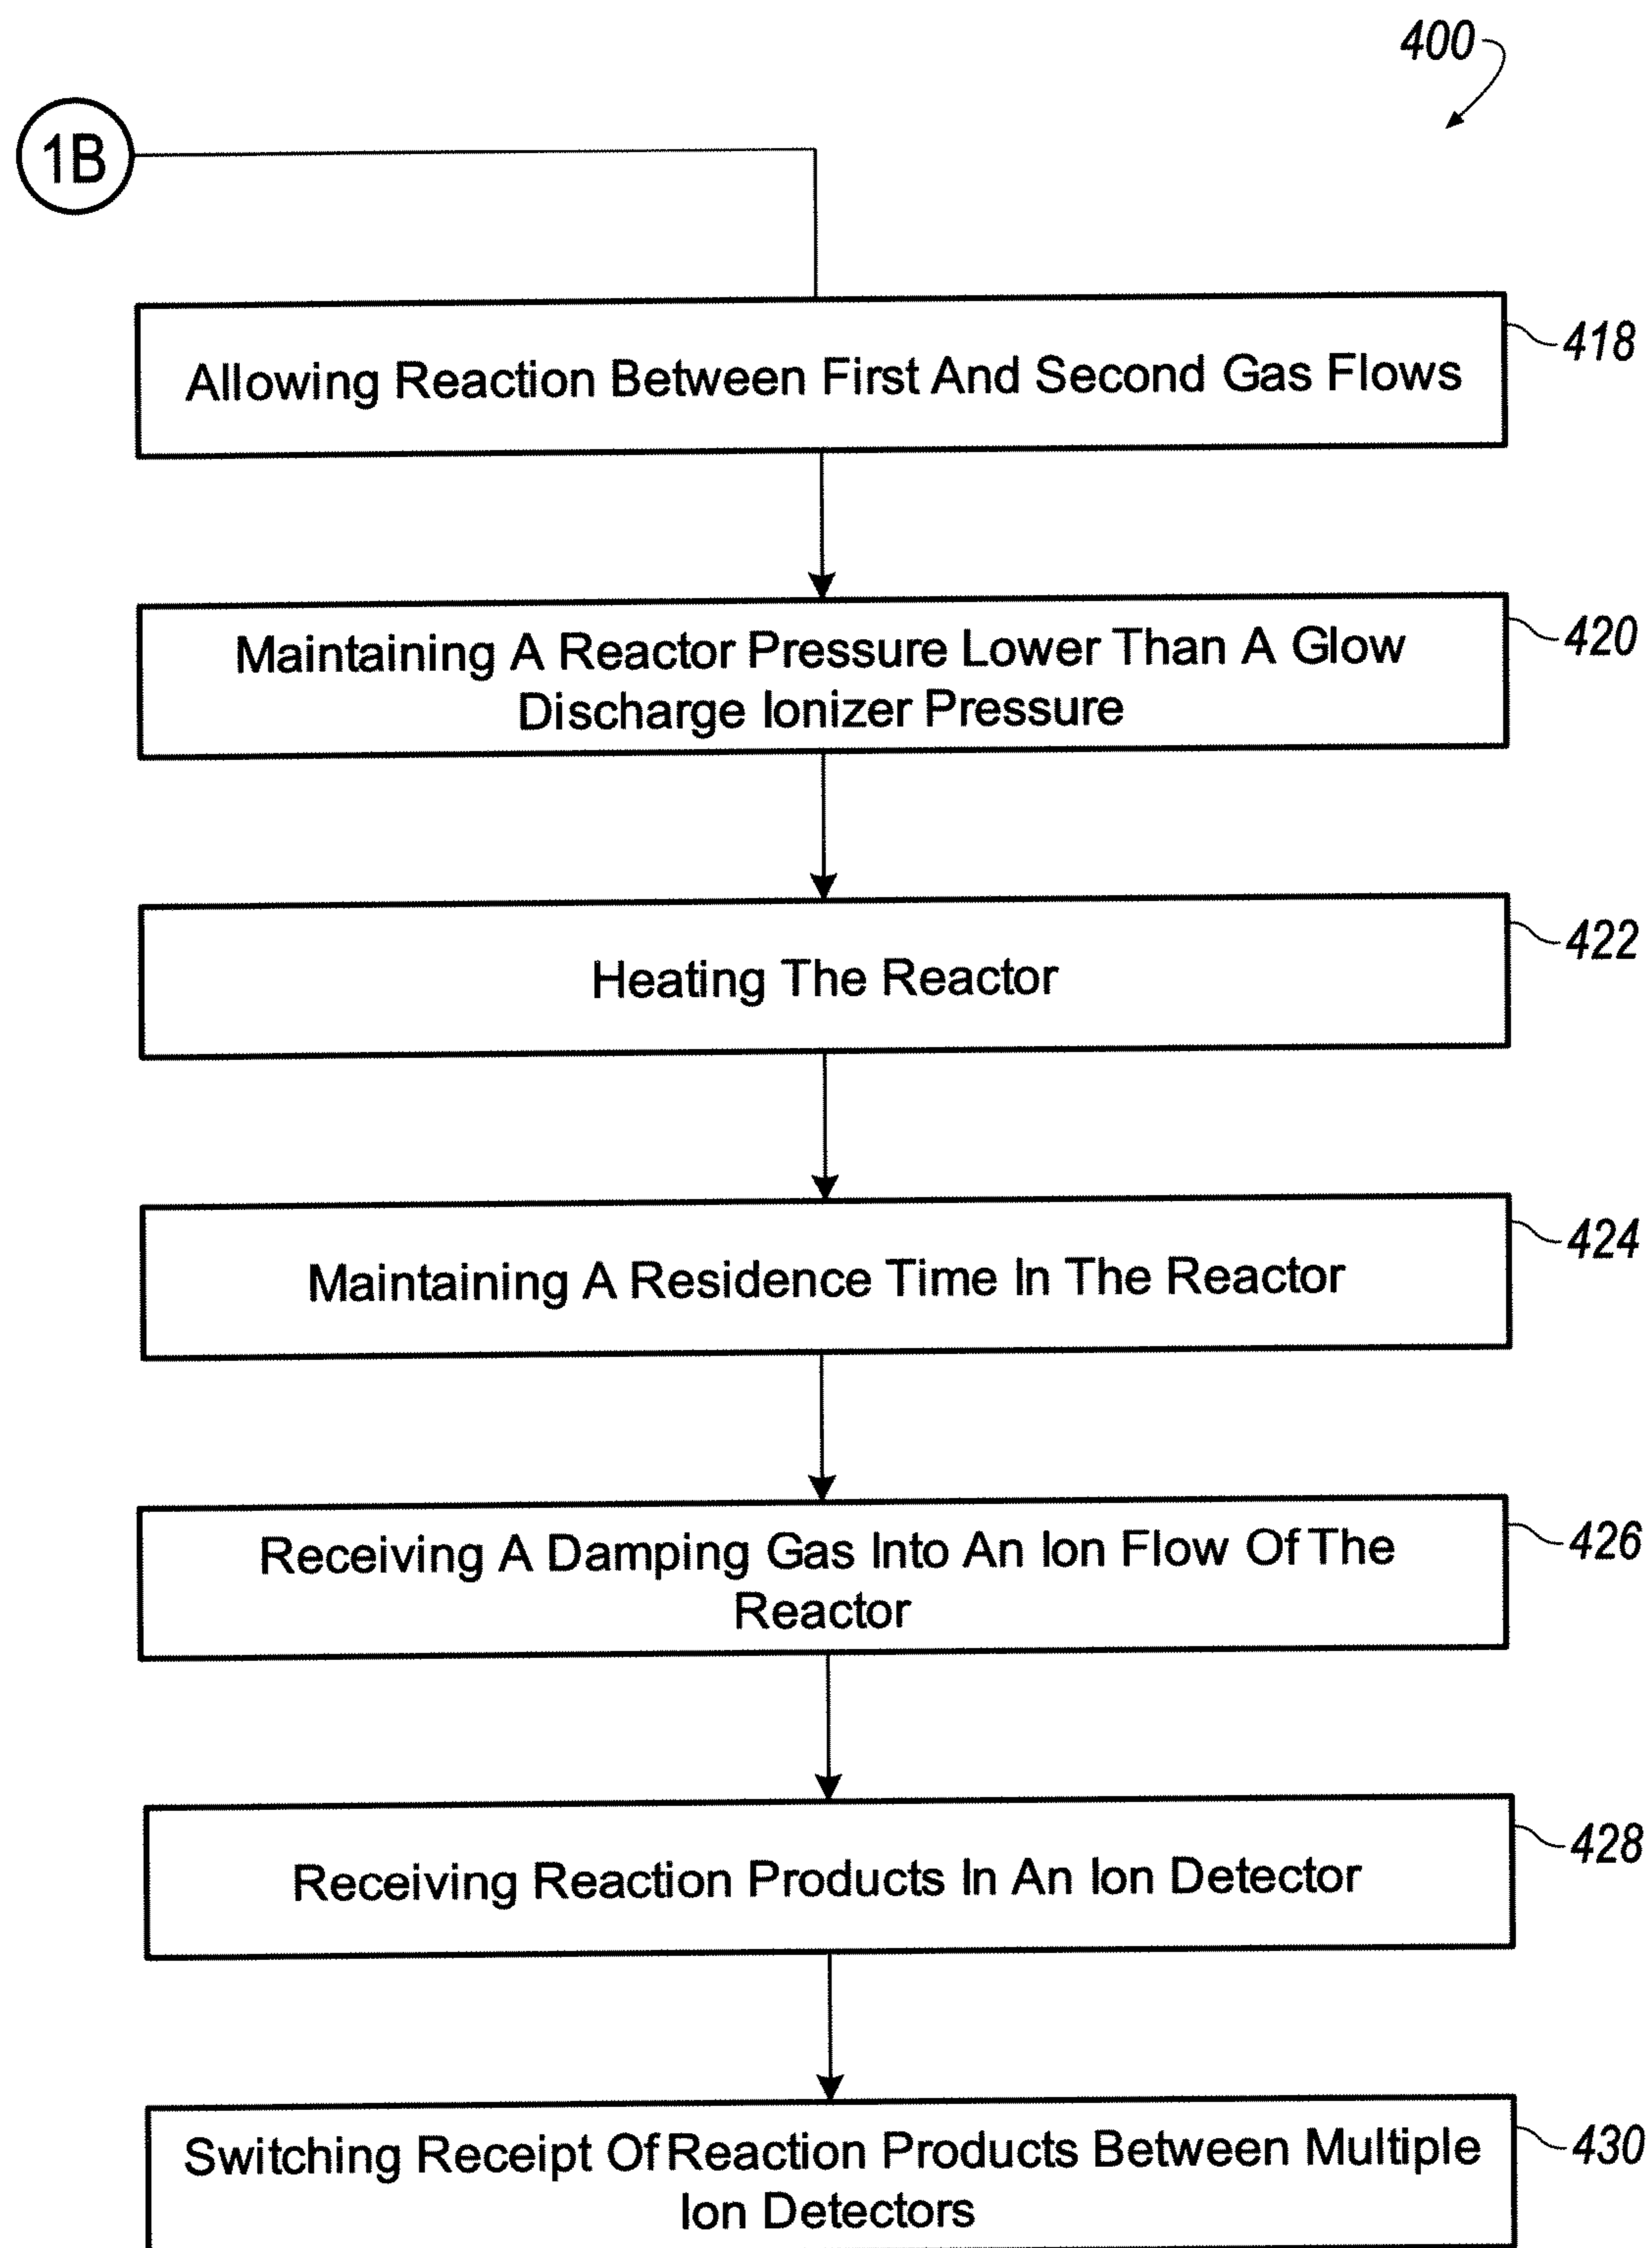 400
1B
Allowing Reaction Between First And Second Gas Flows
418
Maintaining A Reactor Pressure Lower Than A Glow
Discharge Ionizer Pressure
420
Heating The Reactor
422
Maintaining A Residence Time In The Reactor
424
Receiving A Damping Gas Into An Ion Flow Of The
Reactor
426
Receiving Reaction Products In An Ion Detector
428
Switching Receipt Of Reaction Products Between Multiple
Ion Detectors
430